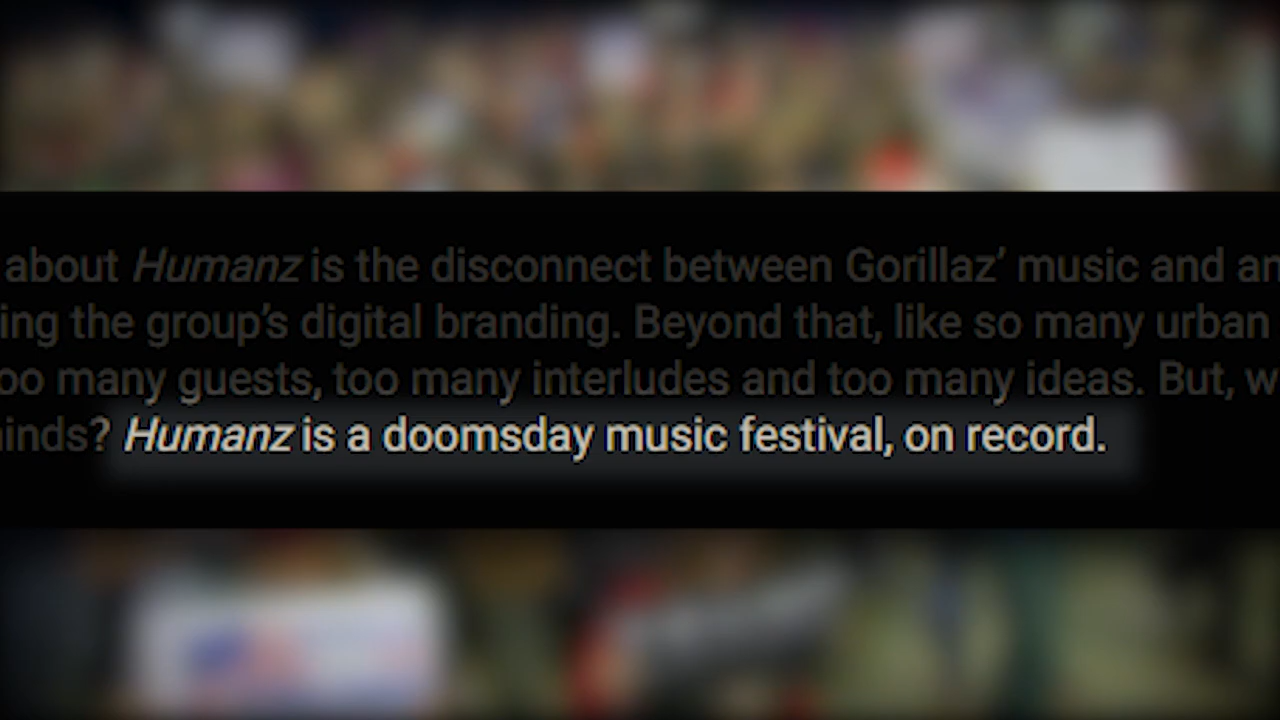 about Humanz is the disconnect between Gorillaz’ music and an
ing the group’s digital branding. Beyond that, like so many urban
oo many guests, too many interludes and too many ideas. But, w
inds? Humanz is a doomsday music festival, on record.